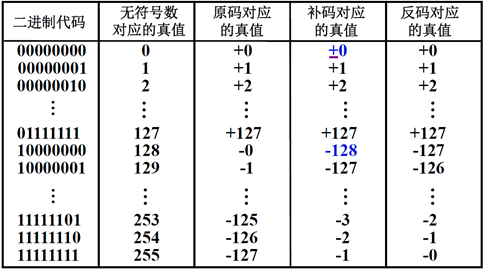 二进制代码 无符号数对应的真值 原码对应的真值 补码对应的真值 反码对应的真值
00000000 0 +0 ±0 +0
00000001 1 +1 +1 +1
00000010 2 +2 +2 +2
⋮ ⋮ ⋮ ⋮ ⋮
01111111 127 +127 +127 +127
10000000 128 -0 -128 -127
10000001 129 -1 -127 -126
⋮ ⋮ ⋮ ⋮ ⋮
11111101 253 -125 -3 -2
11111110 254 -126 -2 -1
11111111 255 -127 -1 -0